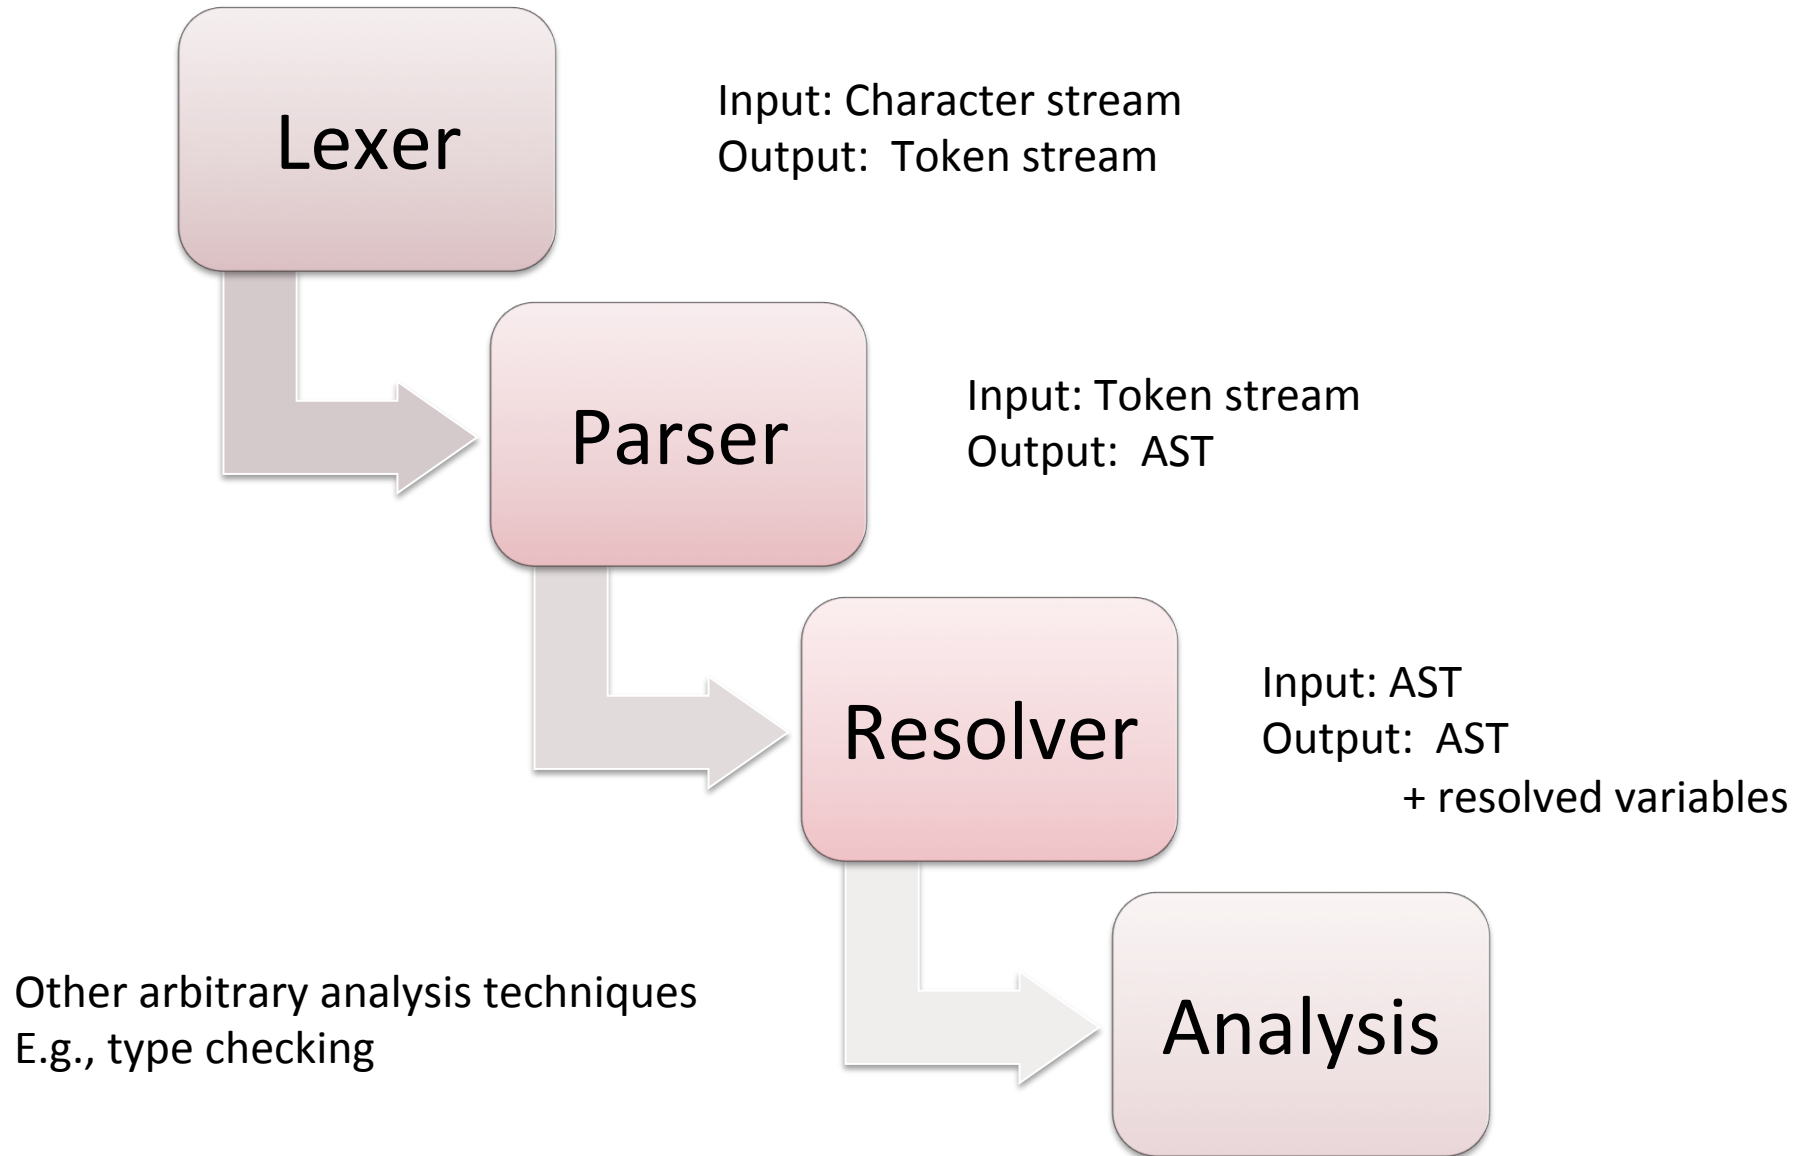 Lexer
Input: Character stream
Output: Token stream
Parser
Input: Token stream
Output: AST
Resolver
Input: AST
Output: AST
+ resolved variables
Other arbitrary analysis techniques
E.g., type checking
Analysis